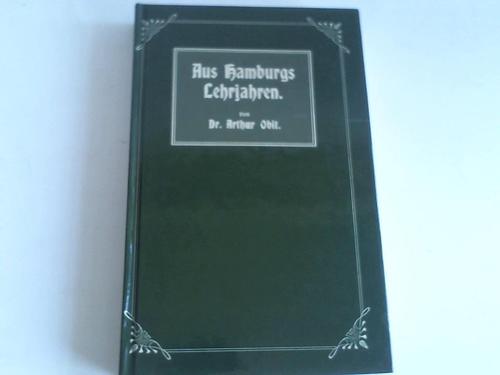 Aus Hamburgs
Lehrjahren.
von
Dr. Arthur Obst.